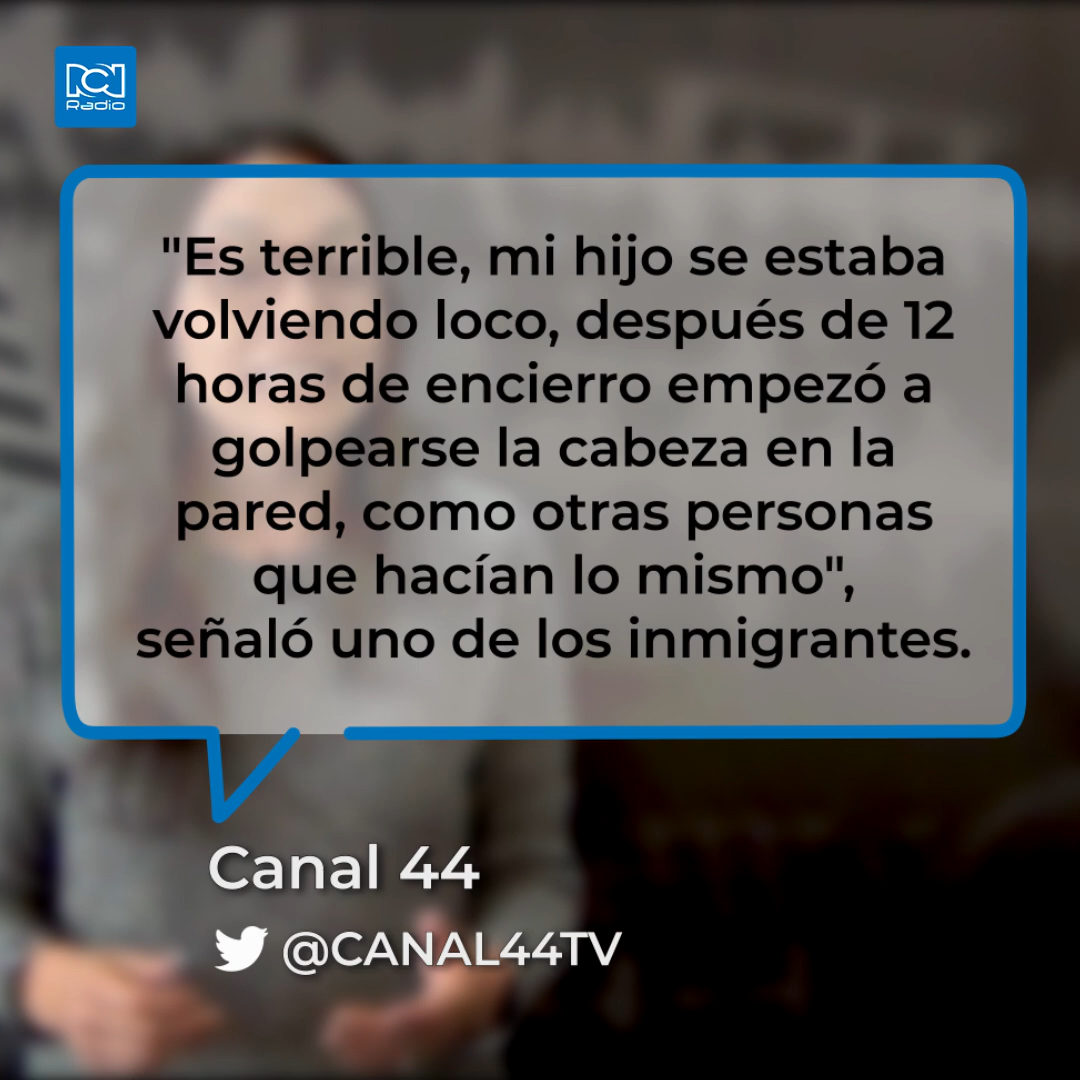 RCN
Radio
"Es terrible, mi hijo se estaba
volviendo loco, después de 12
horas de encierro empezó a
golpearse la cabeza en la
pared, como otras personas
que hacían lo mismo",
señaló uno de los inmigrantes.
Canal 44
@CANAL44TV